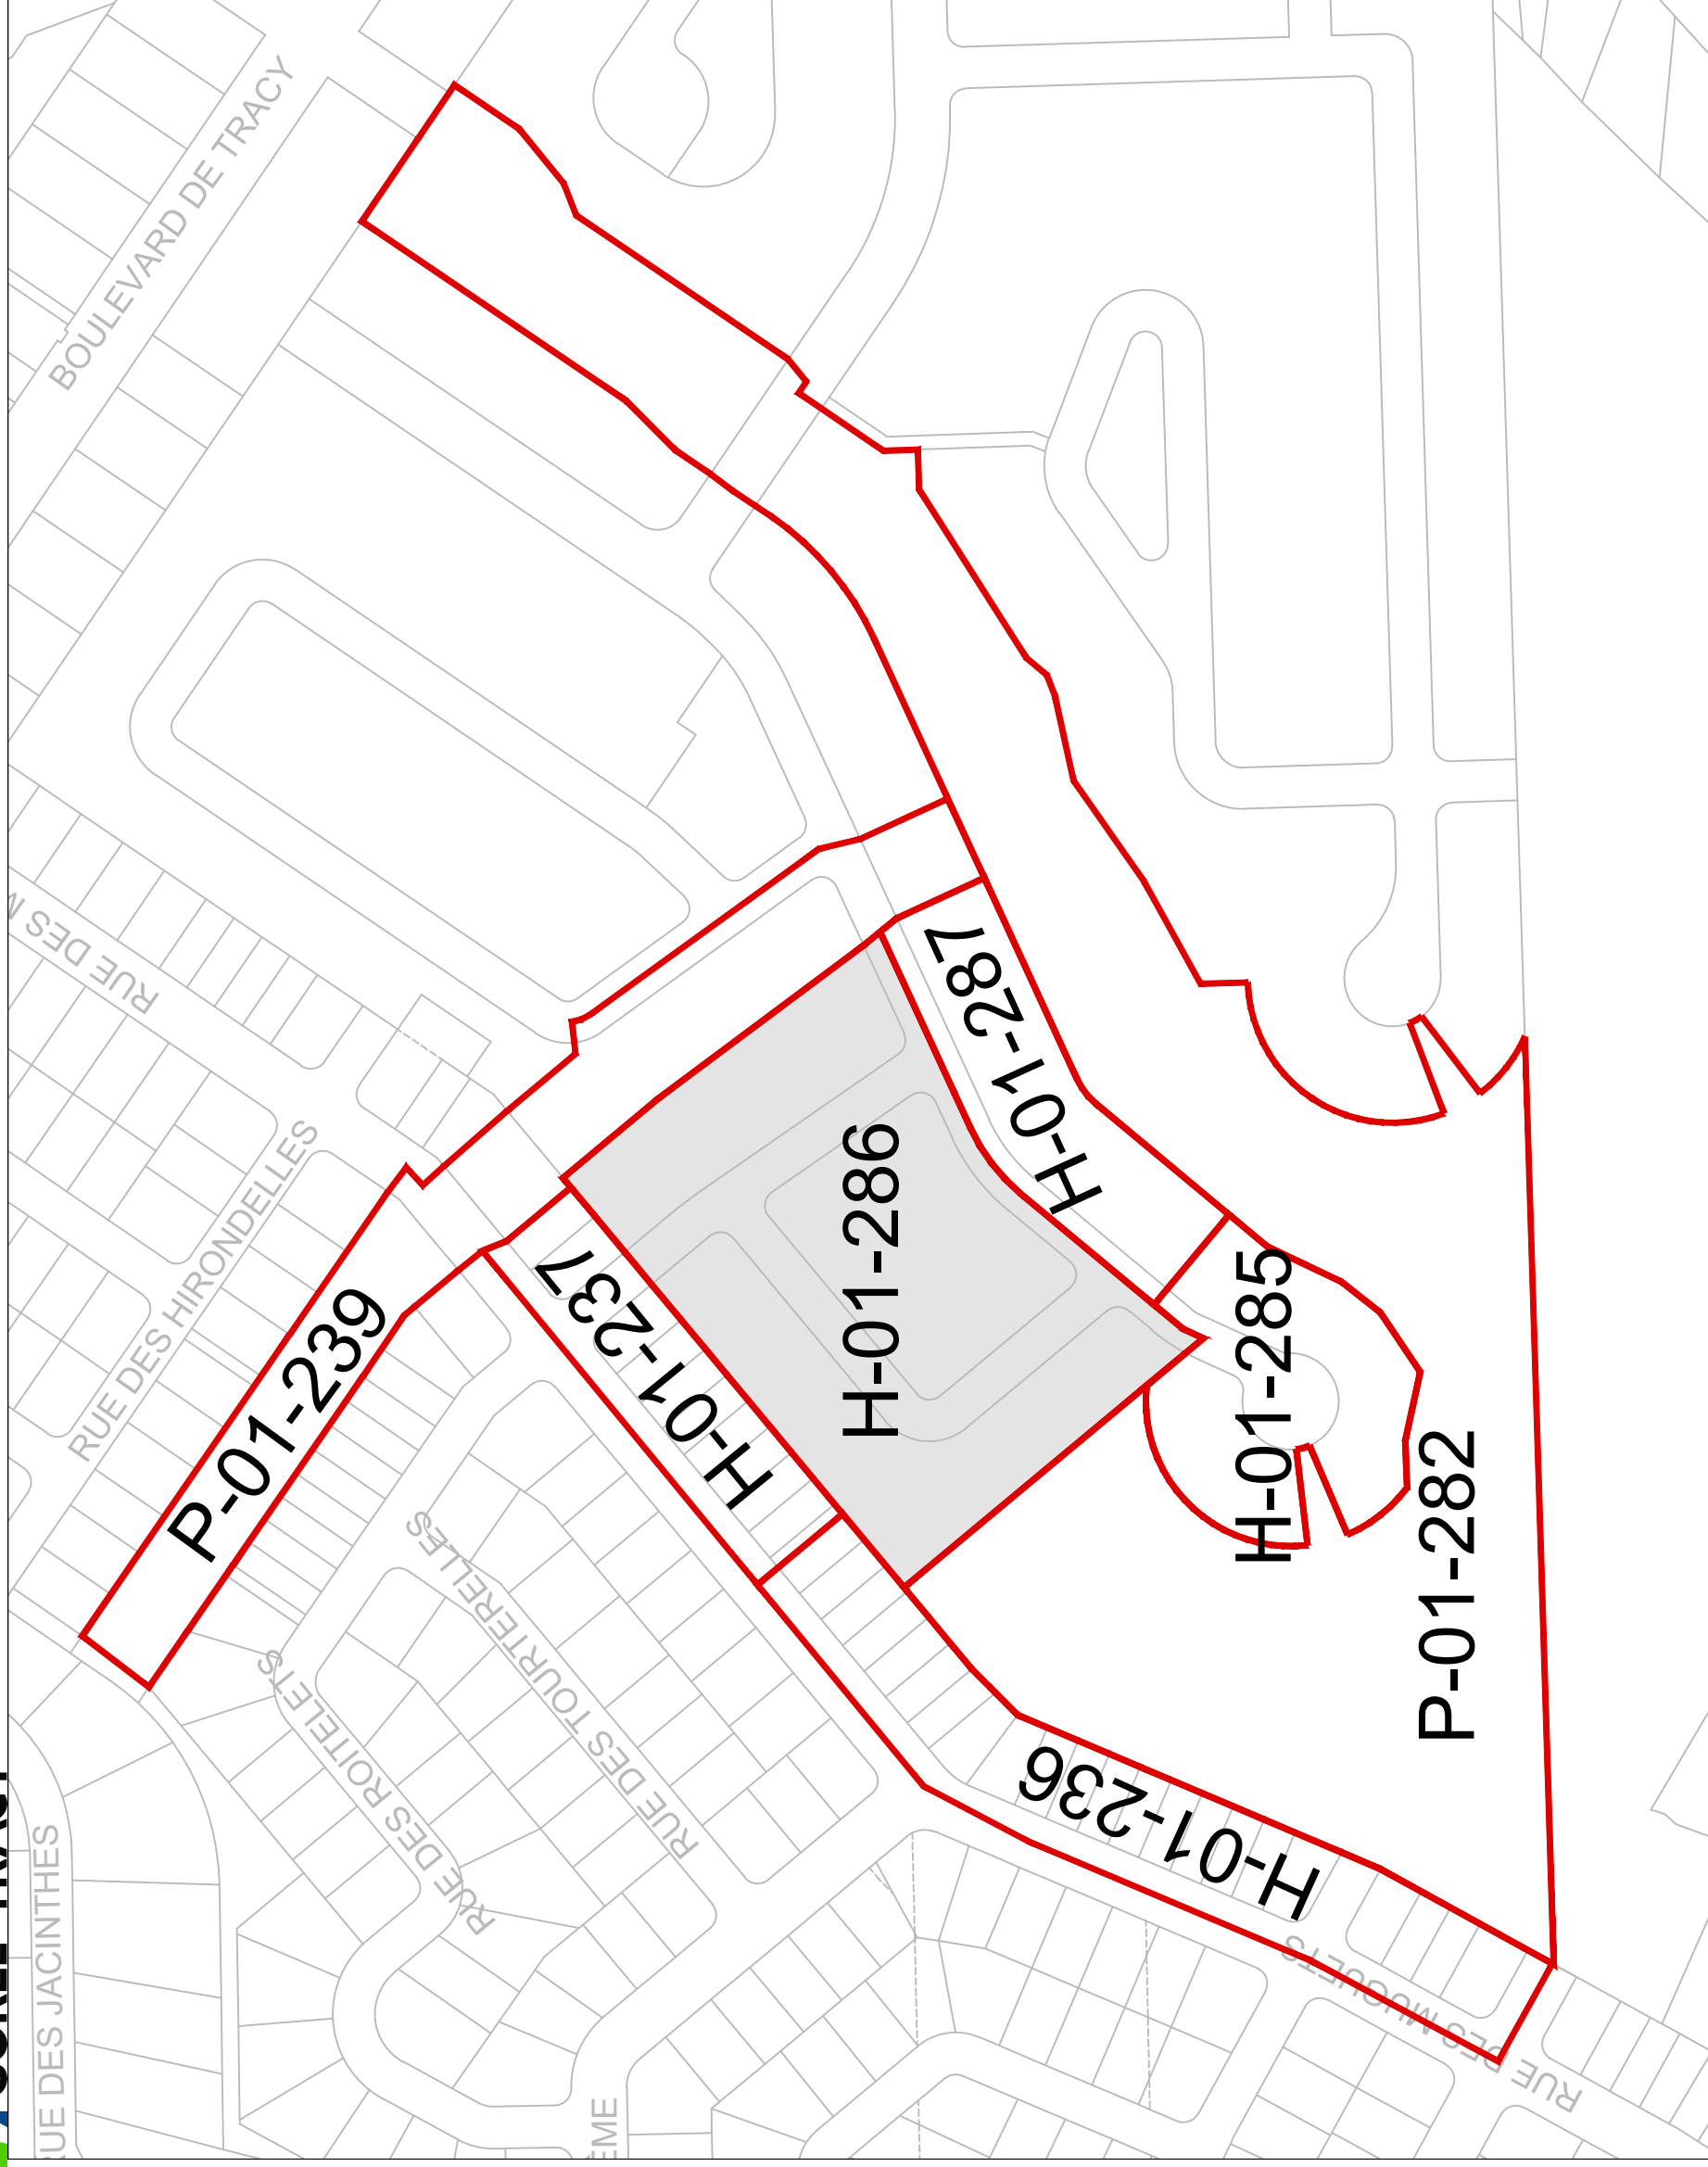 BOULEVARD DE TRACY
RUE DES
RUE DES HIRONDELLES
P-01-239
H-01-287
H-01-286
H-01-237
H-01-285
P-01-282
H-01-236
RUE DES TOURTERELLES
RUE DES ROITELETS
RUE DES MUGUETS
RUE DES JACINTHES